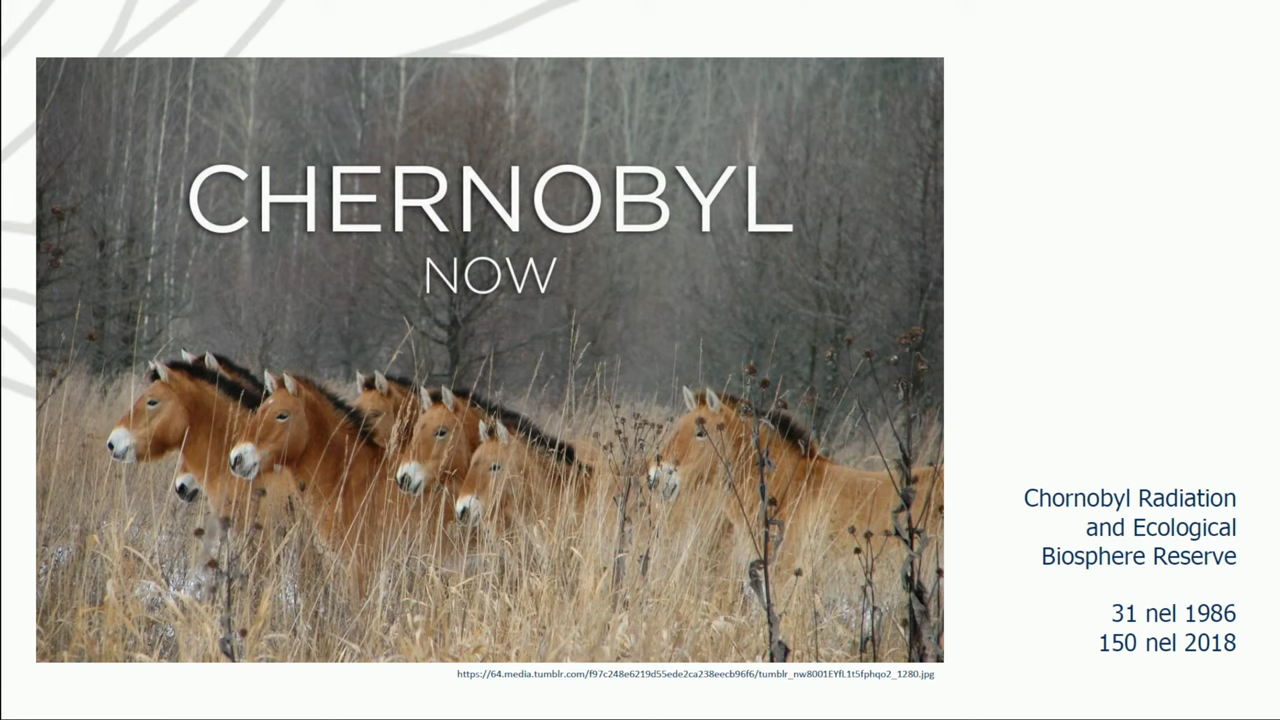 CHERNOBYL
NOW
Chornobyl Radiation
and Ecological
Biosphere Reserve
31 nel 1986
150 nel 2018
https://64.media.tumblr.com/f97c248e6219d55ede2ca238eecb96f6/tumblr_nw8001EYfL1t5fphqo2_1280.jpg